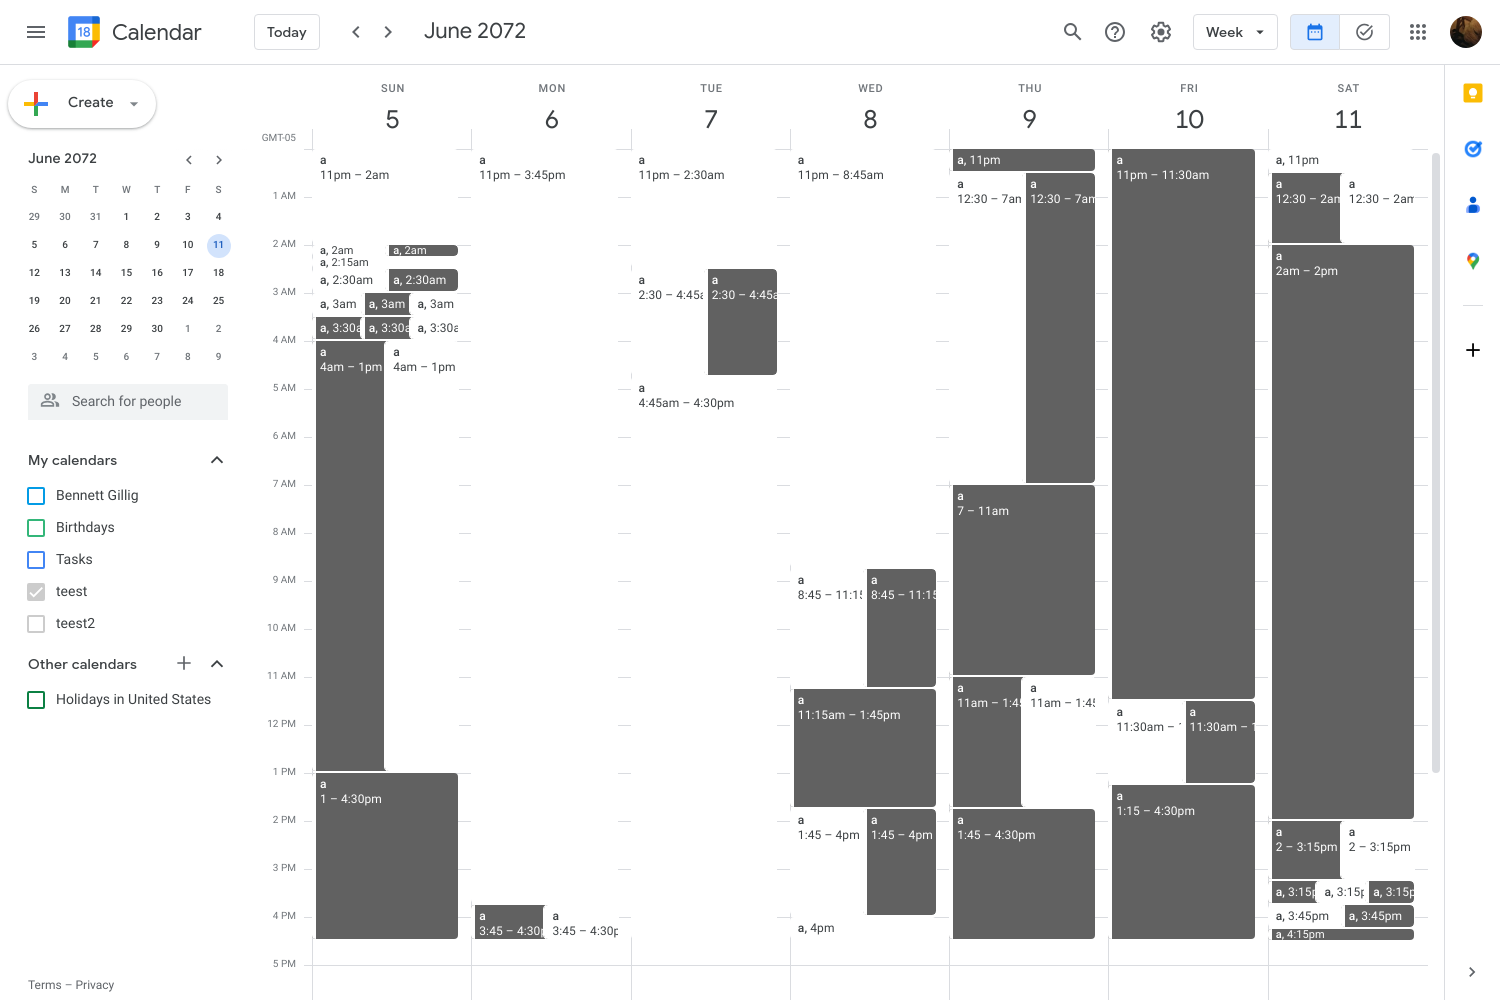 18 Calendar
Today
June 2072
Week
Create
June 2072
S M T W T F S
29 30 31 1 2 3 4
5 6 7 8 9 10 11
12 13 14 15 16 17 18
19 20 21 22 23 24 25
26 27 28 29 30 1 2
3 4 5 6 7 8 9
Search for people
My calendars
Bennett Gillig
Birthdays
Tasks
teest
teest2
Other calendars
Holidays in United States
Terms – Privacy
SUN MON TUE WED THU FRI SAT
5 6 7 8 9 10 11
GMT-05
1 AM
2 AM
3 AM
4 AM
5 AM
6 AM
7 AM
8 AM
9 AM
10 AM
11 AM
12 PM
1 PM
2 PM
3 PM
4 PM
5 PM
a
11pm – 2am
a, 2am
a, 2am
a, 2:15am
a, 2:30am
a, 2:30am
a, 3am
a, 3am
a, 3am
a, 3:30a
a, 3:30a
a, 3:30a
a
4am – 1pm
a
4am – 1pm
a
1 – 4:30pm
a
11pm – 3:45pm
a
3:45 – 4:30p
a
3:45 – 4:30p
a
11pm – 2:30am
a
2:30 – 4:45a
a
2:30 – 4:45a
a
4:45am – 4:30pm
a
11pm – 8:45am
a
8:45 – 11:15
a
8:45 – 11:15
a
11:15am – 1:45pm
a
1:45 – 4pm
a
1:45 – 4pm
a, 4pm
a, 11pm
a
12:30 – 7am
a
12:30 – 7am
a
7 – 11am
a
11am – 1:45
a
11am – 1:45
a
1:45 – 4:30pm
a
11pm – 11:30am
a
11:30am –
a
11:30am – 1
a
1:15 – 4:30pm
a, 11pm
a
12:30 – 2am
a
12:30 – 2am
a
2am – 2pm
a
2 – 3:15pm
a
2 – 3:15pm
a, 3:15p
a, 3:15p
a, 3:15p
a, 3:45pm
a, 3:45pm
a, 4:15pm